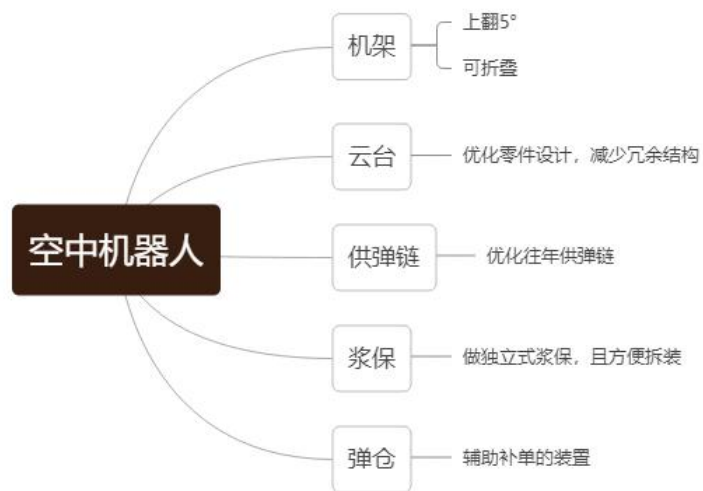 空中机器人
机架
上翻5°
可折叠
云台
优化零件设计，减少冗余结构
供弹链
优化往年供弹链
浆保
做独立式浆保，且方便拆装
弹仓
辅助补单的装置